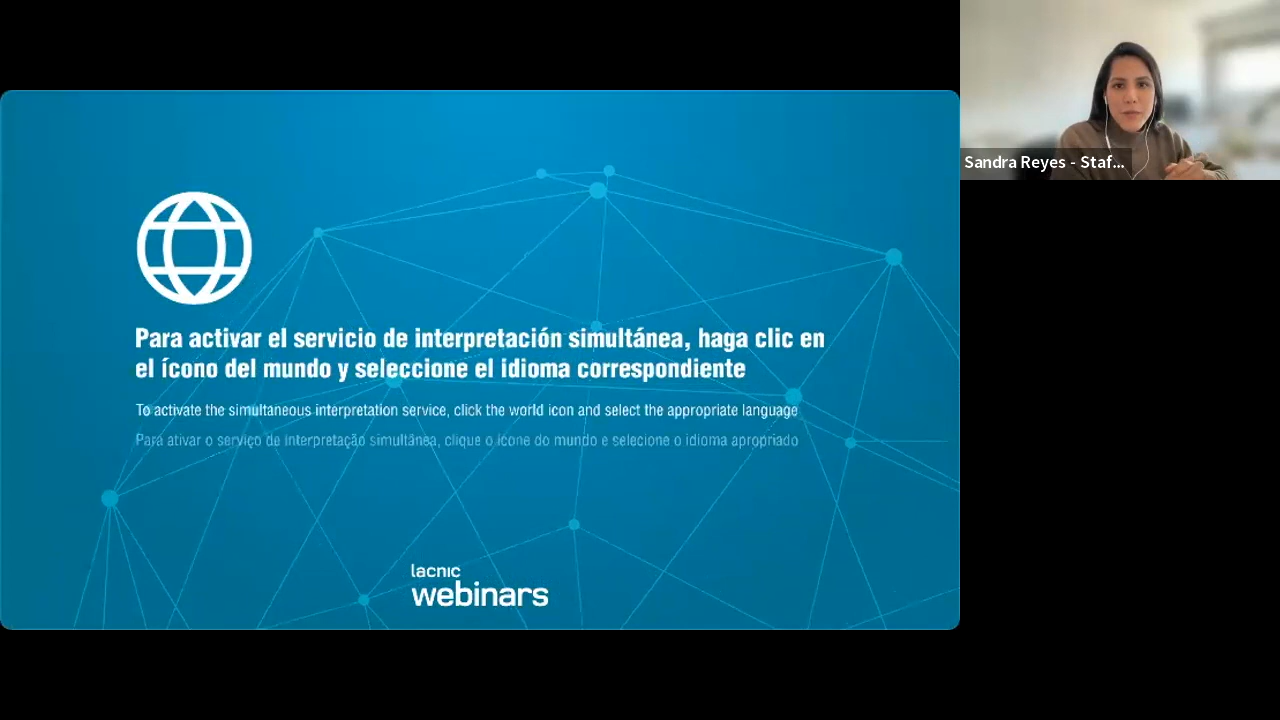 Para activar el servicio de interpretación simultánea, haga clic en
el ícono del mundo y seleccione el idioma correspondiente
To activate the simultaneous interpretation service, click the world icon and select the appropriate language
Para ativar o serviço de interpretação simultânea, clique o ícone do mundo e selecione o idioma apropriado
lacnic
webinars
Sandra Reyes - Staf...